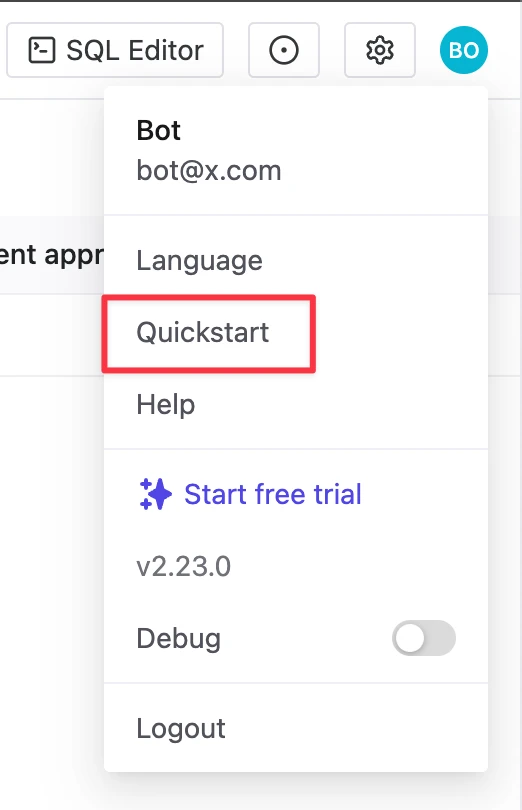 SQL Editor
BO
Bot
bot@x.com
ent appr
Language
Quickstart
Help
Start free trial
v2.23.0
Debug
Logout